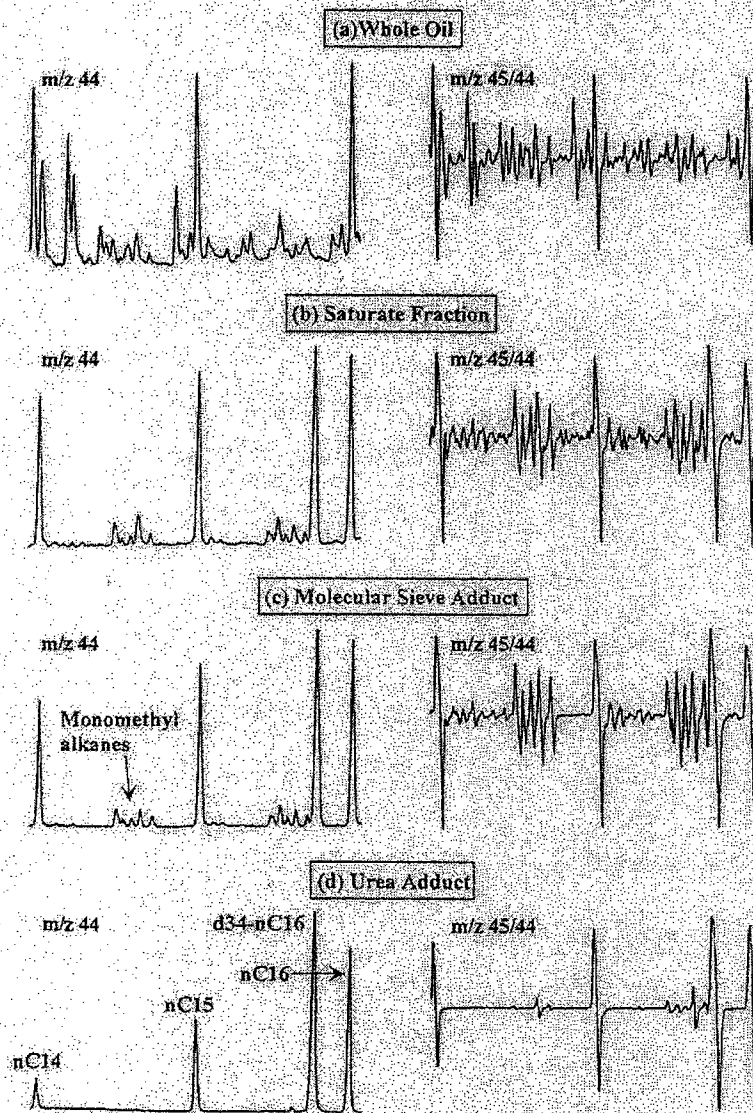 (a)Whole Oil
m/z 44
m/z 45/44
(b) Saturate Fraction
m/z 44
m/z 45/44
(c) Molecular Sieve Adduct
m/z 44
m/z 45/44
Monomethyl
alkanes
(d) Urea Adduct
m/z 44
d34-nC16
m/z 45/44
nC16
nC15
nC14